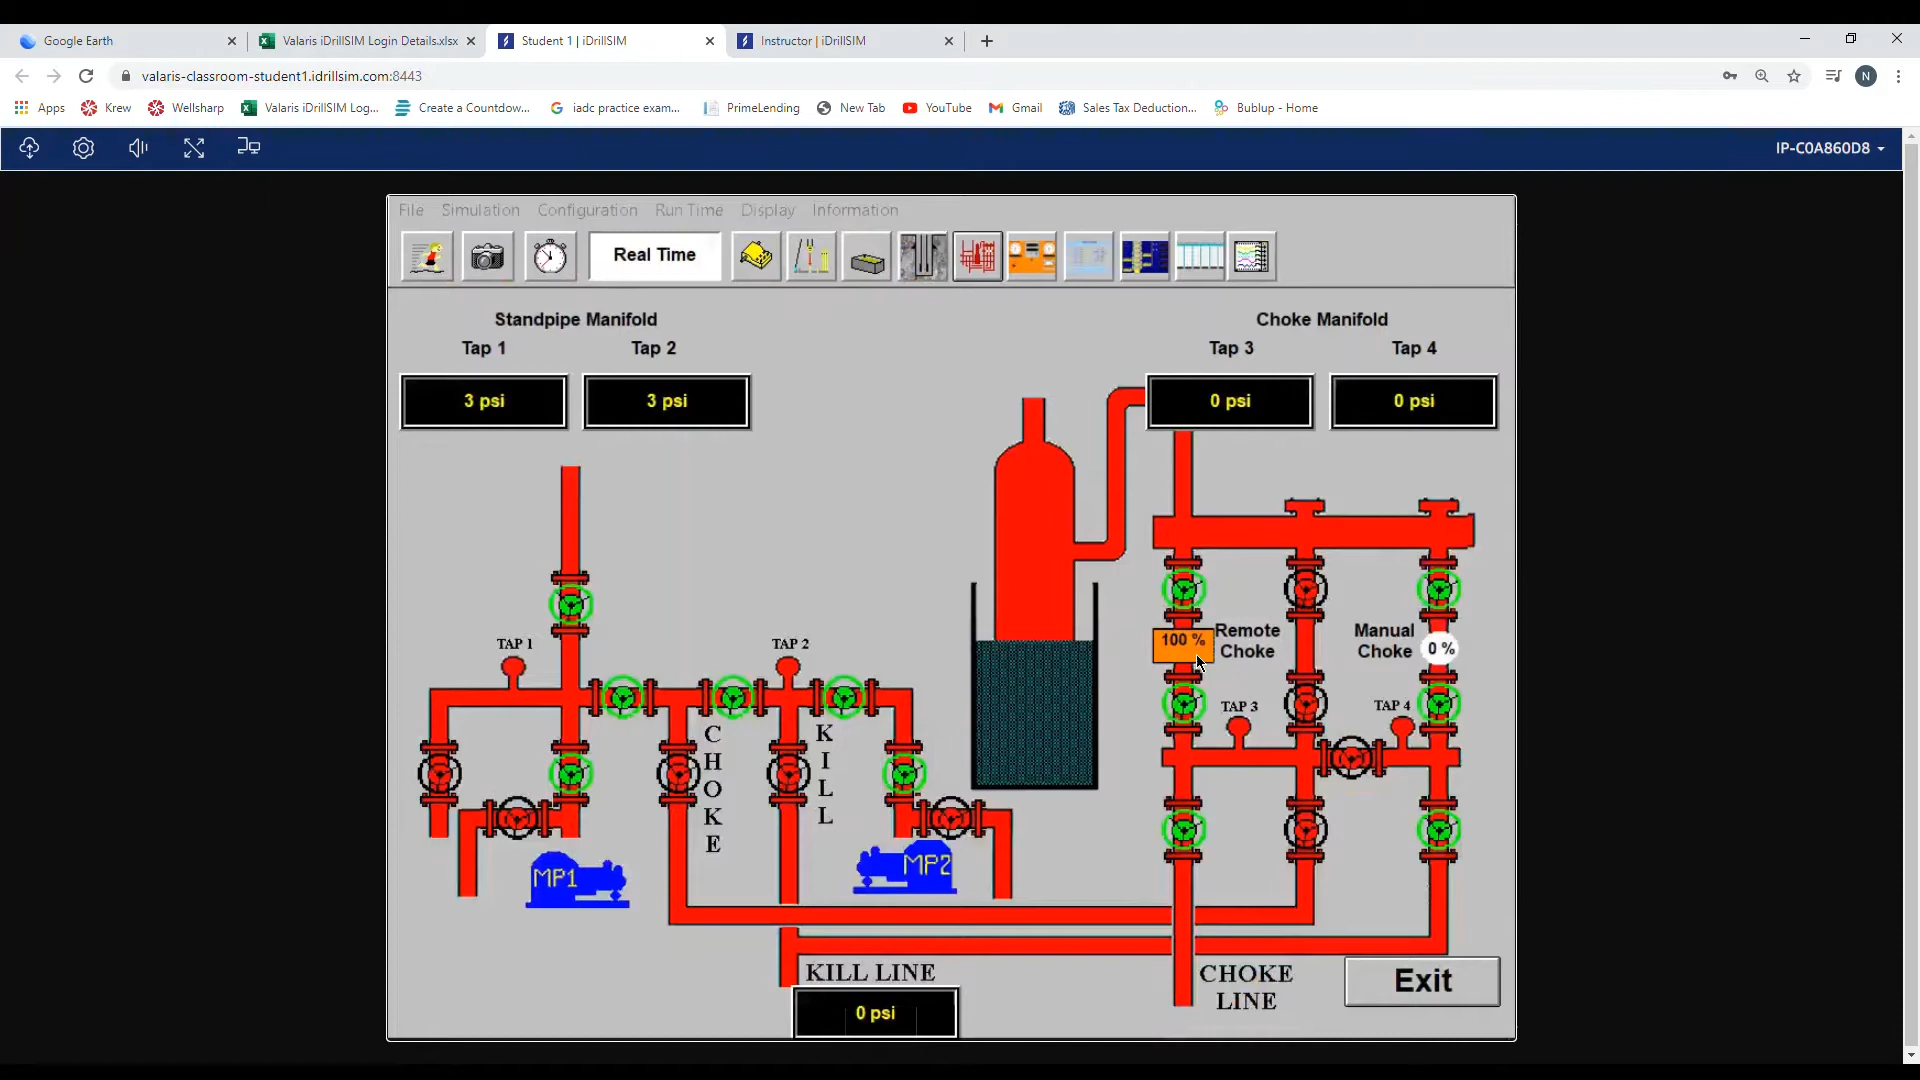 Google Earth
Valaris iDrillSIM Login Details.xlsx
Student 1 | iDrillSIM
Instructor | iDrillSIM
valaris-classroom-student1.idrillsim.com:8443
N
Apps
Krew
Wellsharp
Valaris iDrillSIM Log...
Create a Countdow...
iadc practice exam...
PrimeLending
New Tab
YouTube
Gmail
Sales Tax Deduction...
Bublup - Home
IP-C0A860D8
File Simulation Configuration Run Time Display Information
Real Time
Standpipe Manifold
Choke Manifold
Tap 1
Tap 2
Tap 3
Tap 4
3 psi
3 psi
0 psi
0 psi
TAP 1
TAP 2
100 %
Remote
Choke
Manual
Choke
0 %
TAP 3
TAP 4
CHOKE
KILL
MP1
MP2
KILL LINE
0 psi
CHOKE
LINE
Exit